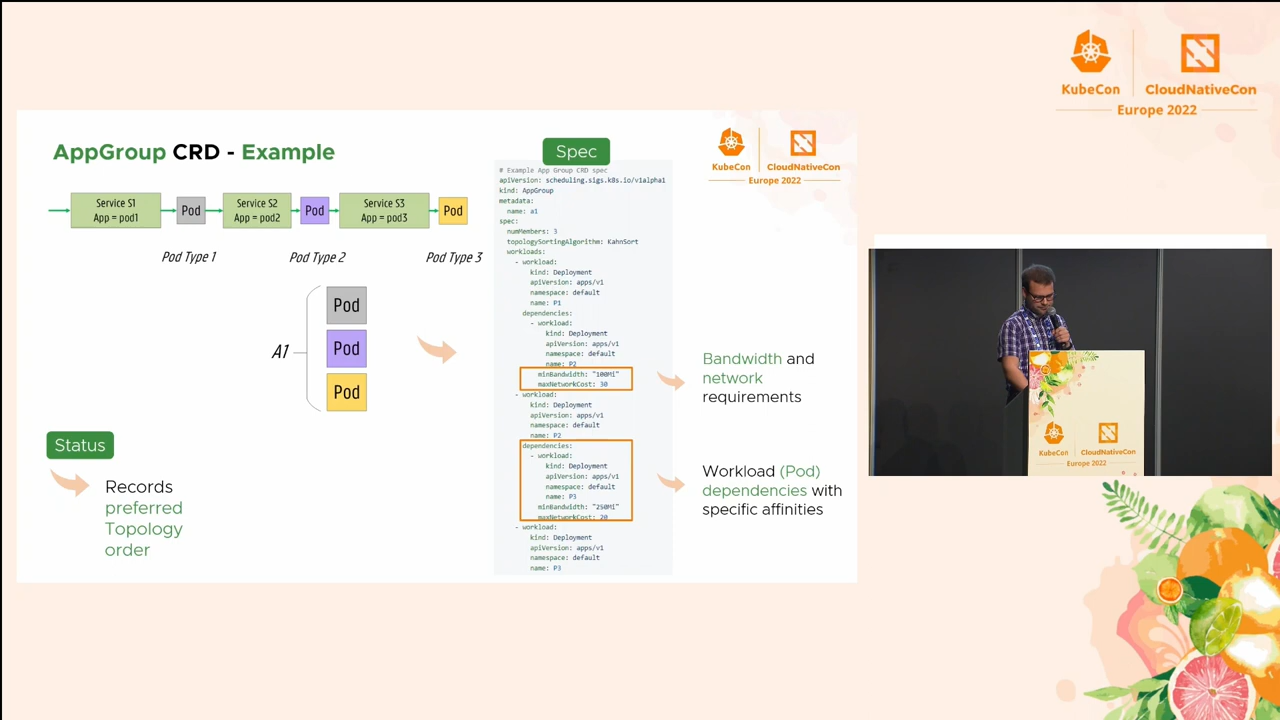 KubeCon
CloudNativeCon
Europe 2022
AppGroup CRD - Example
Spec
KubeCon
CloudNativeCon
Europe 2022
Service S1
App = pod1
Pod
Service S2
App = pod2
Pod
Service S3
App = pod3
Pod
Pod Type 1
Pod Type 2
Pod Type 3
A1
Pod
Pod
Pod
Status
Records
preferred
Topology
order
# Example App Group CRD spec
apiVersion: scheduling.sigs.k8s.io/v1alpha1
kind: AppGroup
metadata:
name: a1
spec:
numMembers: 3
topologySortingAlgorithm: KahnSort
workloads:
- workload:
kind: Deployment
apiVersion: apps/v1
namespace: default
name: P1
dependencies:
- workload:
kind: Deployment
apiVersion: apps/v1
namespace: default
name: P2
minBandwidth: "100Mi"
maxNetworkCost: 30
- workload:
kind: Deployment
apiVersion: apps/v1
namespace: default
name: P2
dependencies:
- workload:
kind: Deployment
apiVersion: apps/v1
namespace: default
name: P3
minBandwidth: "250Mi"
maxNetworkCost: 20
- workload:
kind: Deployment
apiVersion: apps/v1
namespace: default
name: P3
Bandwidth and
network
requirements
Workload (Pod)
dependencies with
specific affinities
KubeCon
CloudNativeCon
Europe 2022